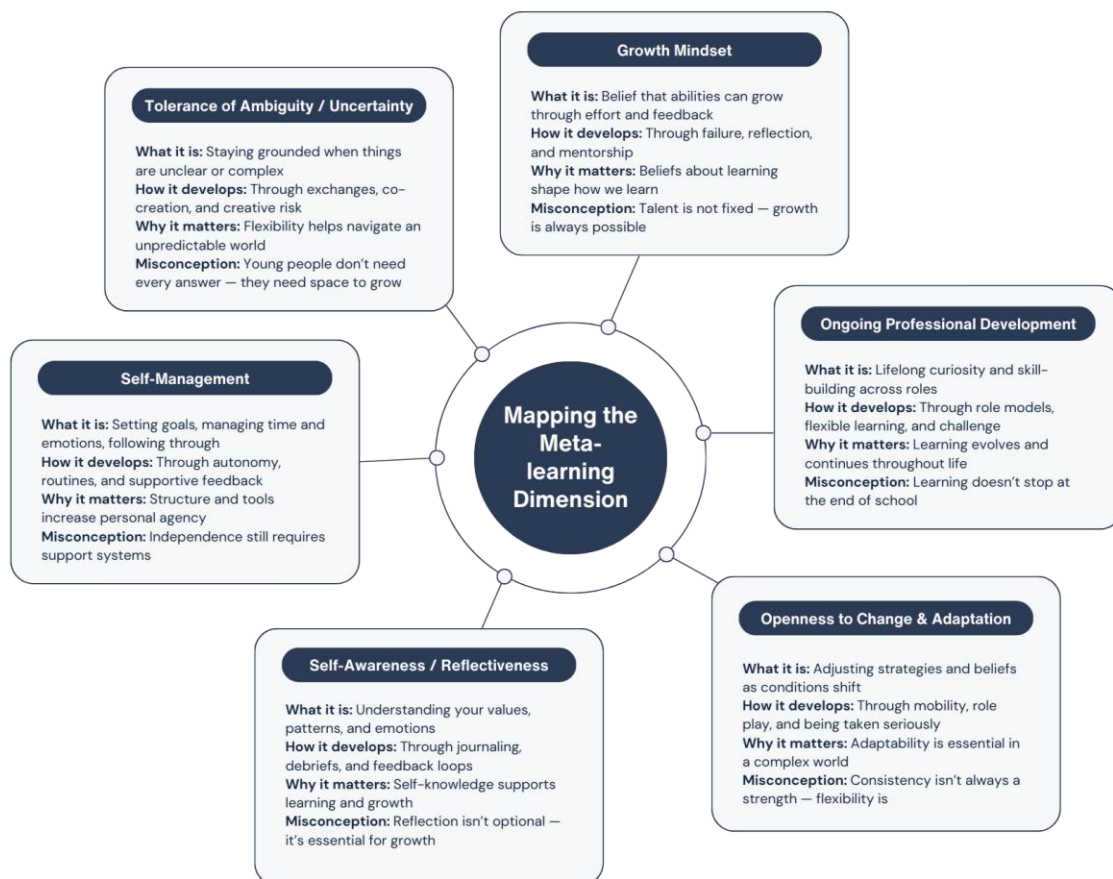 Growth Mindset
What it is: Belief that abilities can grow
through effort and feedback
How it develops: Through failure, reflection,
and mentorship
Why it matters: Beliefs about learning
shape how we learn
Misconception: Talent is not fixed — growth
is always possible
Tolerance of Ambiguity / Uncertainty
What it is: Staying grounded when things
are unclear or complex
How it develops: Through exchanges, co-
creation, and creative risk
Why it matters: Flexibility helps navigate an
unpredictable world
Misconception: Young people don't need
every answer — they need space to grow
Ongoing Professional Development
What it is: Lifelong curiosity and skill-
building across roles
How it develops: Through role models,
flexible learning, and challenge
Why it matters: Learning evolves and
continues throughout life
Misconception: Learning doesn't stop at
the end of school
Self-Management
What it is: Setting goals, managing time and
emotions, following through
How it develops: Through autonomy,
routines, and supportive feedback
Why it matters: Structure and tools
increase personal agency
Misconception: Independence still requires
support systems
Mapping the
Meta-
learning
Dimension
Openness to Change & Adaptation
What it is: Adjusting strategies and beliefs
as conditions shift
How it develops: Through mobility, role
play, and being taken seriously
Why it matters: Adaptability is essential in
a complex world
Misconception: Consistency isn't always a
strength — flexibility is
Self-Awareness / Reflectiveness
What it is: Understanding your values,
patterns, and emotions
How it develops: Through journaling,
debriefs, and feedback loops
Why it matters: Self-knowledge supports
learning and growth
Misconception: Reflection isn't optional —
it's essential for growth